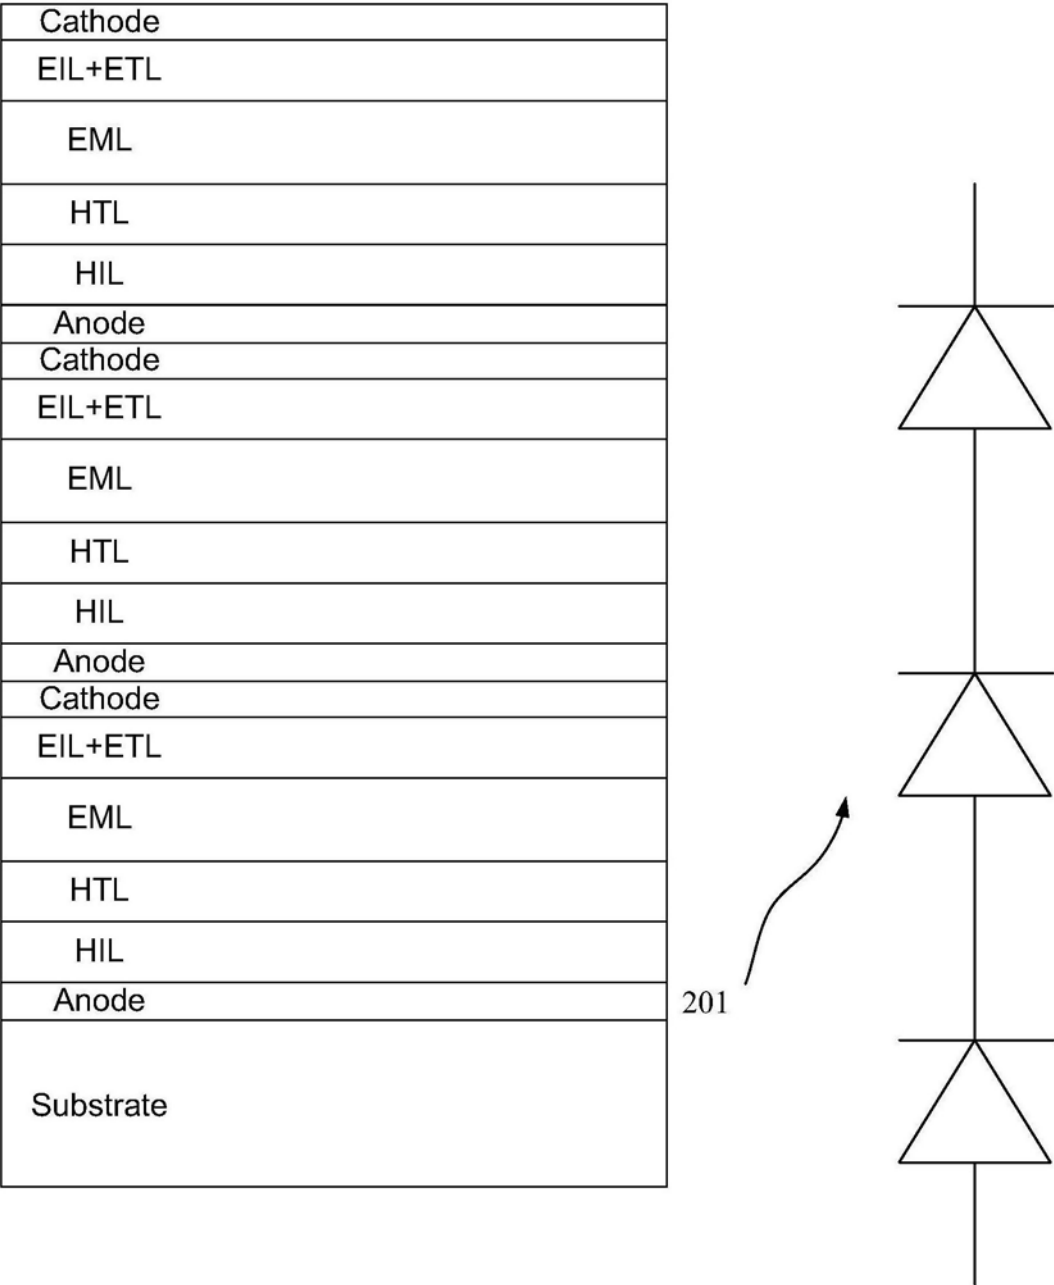 Cathode
EIL+ETL
EML
HTL
HIL
Anode
Cathode
EIL+ETL
EML
HTL
HIL
Anode
Cathode
EIL+ETL
EML
HTL
HIL
Anode
201
Substrate